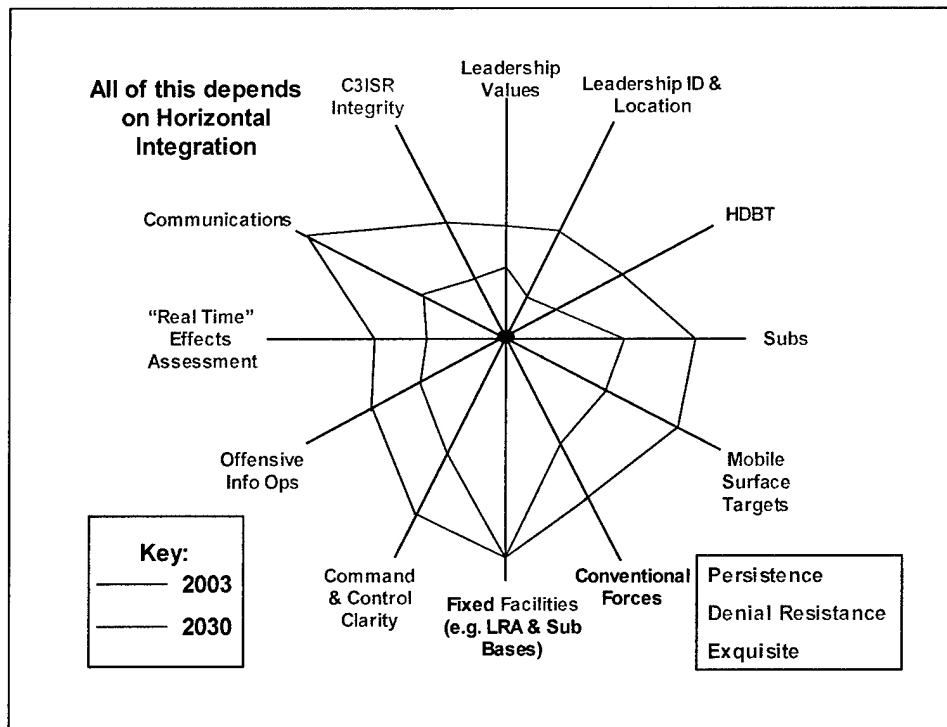 All of this depends
on Horizontal
Integration
C3ISR
Integrity
Leadership
Values
Leadership ID &
Location
HDBT
Subs
Mobile
Surface
Targets
Conventional
Forces
Fixed Facilities
(e.g. LRA & Sub
Bases)
Command
& Control
Clarity
Offensive
Info Ops
"Real Time"
Effects
Assessment
Communications
Key:
2003
2030
Persistence
Denial Resistance
Exquisite